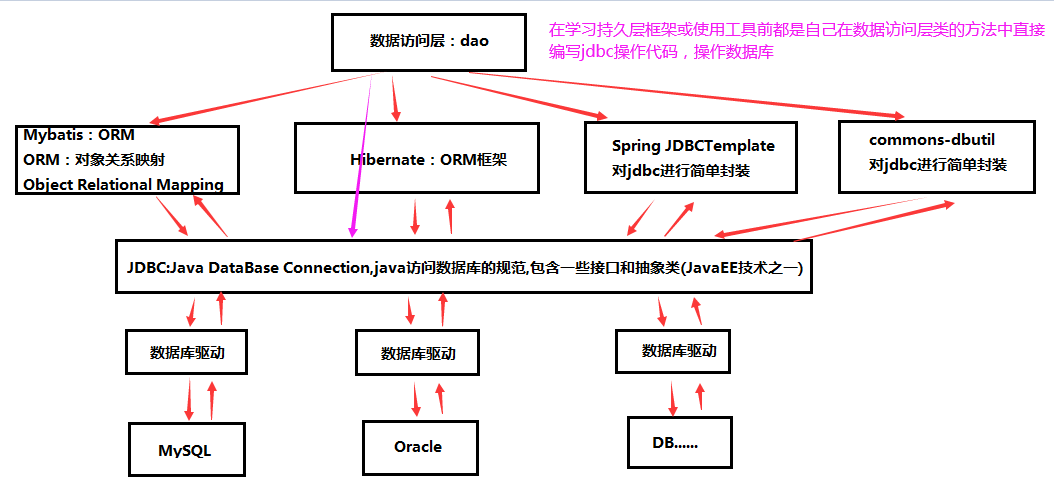 数据访问层：dao
在学习持久层框架或使用工具前都是自己在数据访问层类的方法中直接
编写jdbc操作代码，操作数据库
Mybatis：ORM
ORM：对象关系映射
Object Relational Mapping
Hibernate：ORM框架
Spring JDBCTemplate
对jdbc进行简单封装
commons-dbutil
对jdbc进行简单封装
JDBC:Java DataBase Connection,java访问数据库的规范,包含一些接口和抽象类(JavaEE技术之一)
数据库驱动
数据库驱动
数据库驱动
MySQL
Oracle
DB......